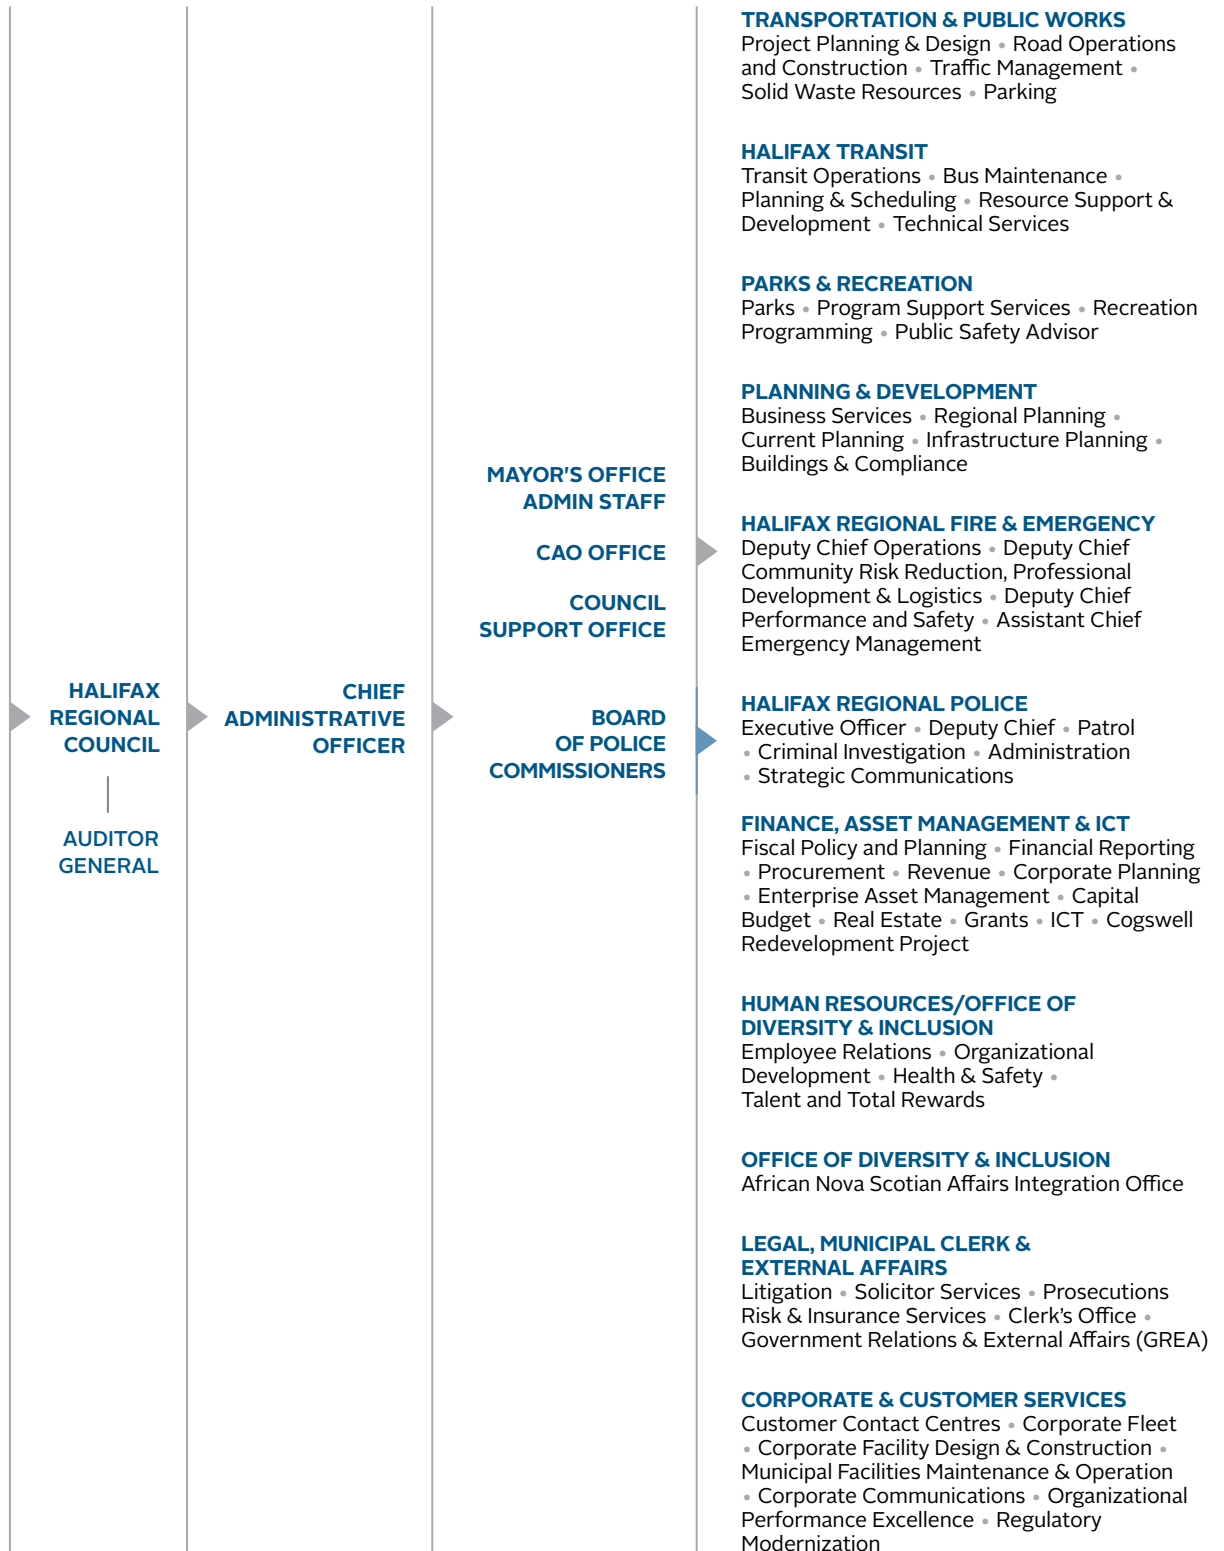 HALIFAX
REGIONAL
COUNCIL
AUDITOR
GENERAL
CHIEF
ADMINISTRATIVE
OFFICER
MAYOR'S OFFICE
ADMIN STAFF
CAO OFFICE
COUNCIL
SUPPORT OFFICE
BOARD
OF POLICE
COMMISSIONERS
TRANSPORTATION & PUBLIC WORKS
Project Planning & Design • Road Operations
and Construction • Traffic Management •
Solid Waste Resources • Parking
HALIFAX TRANSIT
Transit Operations • Bus Maintenance •
Planning & Scheduling • Resource Support &
Development • Technical Services
PARKS & RECREATION
Parks • Program Support Services • Recreation
Programming • Public Safety Advisor
PLANNING & DEVELOPMENT
Business Services • Regional Planning •
Current Planning • Infrastructure Planning •
Buildings & Compliance
HALIFAX REGIONAL FIRE & EMERGENCY
Deputy Chief Operations • Deputy Chief
Community Risk Reduction, Professional
Development & Logistics • Deputy Chief
Performance and Safety • Assistant Chief
Emergency Management
HALIFAX REGIONAL POLICE
Executive Officer • Deputy Chief • Patrol
• Criminal Investigation • Administration
• Strategic Communications
FINANCE, ASSET MANAGEMENT & ICT
Fiscal Policy and Planning • Financial Reporting
• Procurement • Revenue • Corporate Planning
• Enterprise Asset Management • Capital
Budget • Real Estate • Grants • ICT • Cogswell
Redevelopment Project
HUMAN RESOURCES/OFFICE OF
DIVERSITY & INCLUSION
Employee Relations • Organizational
Development • Health & Safety •
Talent and Total Rewards
OFFICE OF DIVERSITY & INCLUSION
African Nova Scotian Affairs Integration Office
LEGAL, MUNICIPAL CLERK &
EXTERNAL AFFAIRS
Litigation • Solicitor Services • Prosecutions
Risk & Insurance Services • Clerk’s Office •
Government Relations & External Affairs (GREA)
CORPORATE & CUSTOMER SERVICES
Customer Contact Centres • Corporate Fleet
• Corporate Facility Design & Construction •
Municipal Facilities Maintenance & Operation
• Corporate Communications • Organizational
Performance Excellence • Regulatory
Modernization